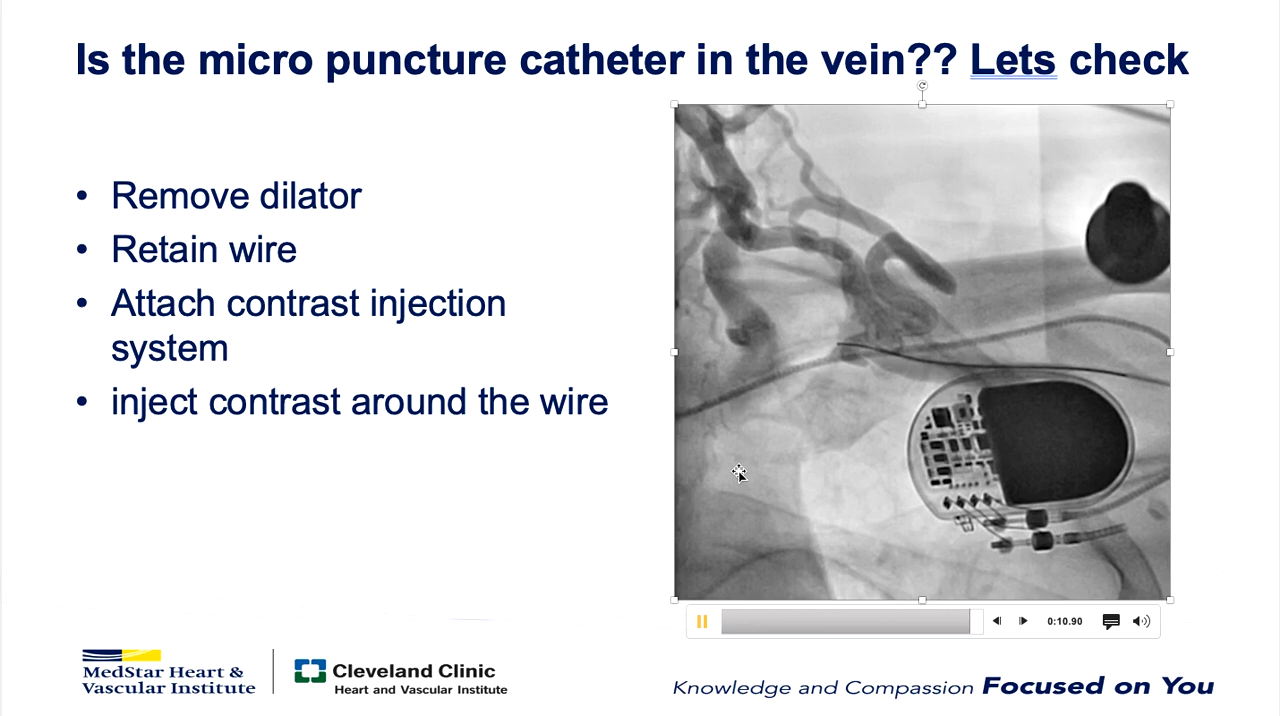 Is the micro puncture catheter in the vein?? Lets check
• Remove dilator
• Retain wire
• Attach contrast injection
system
• inject contrast around the wire
0:10.90
MedStar Heart &
Vascular Institute
Cleveland Clinic
Heart and Vascular Institute
Knowledge and Compassion Focused on You